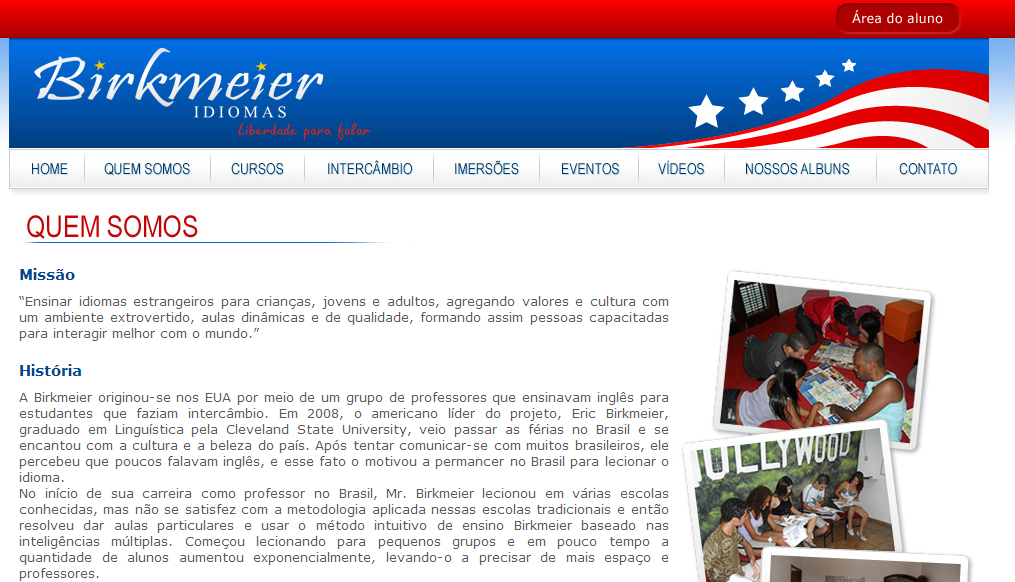 Área do aluno
Birkmeier
IDIOMAS
Liberdade para falar
HOME QUEM SOMOS CURSOS INTERCÂMBIO IMERSÕES EVENTOS VÍDEOS NOSSOS ALBUNS CONTATO
QUEM SOMOS
Missão
“Ensinar idiomas estrangeiros para crianças, jovens e adultos, agregando valores e cultura com
um ambiente extrovertido, aulas dinâmicas e de qualidade, formando assim pessoas capacitadas
para interagir melhor com o mundo.”
História
A Birkmeier originou-se nos EUA por meio de um grupo de professores que ensinavam inglês para
estudantes que faziam intercâmbio. Em 2008, o americano líder do projeto, Eric Birkmeier,
graduado em Linguística pela Cleveland State University, veio passar as férias no Brasil e se
encantou com a cultura e a beleza do país. Após tentar comunicar-se com muitos brasileiros, ele
percebeu que poucos falavam inglês, e esse fato o motivou a permancer no Brasil para lecionar o
idioma.
No início de sua carreira como professor no Brasil, Mr. Birkmeier lecionou em várias escolas
conhecidas, mas não se satisfez com a metodologia aplicada nessas escolas tradicionais e então
resolveu dar aulas particulares e usar o método intuitivo de ensino Birkmeier baseado nas
inteligências múltiplas. Começou lecionando para pequenos grupos e em pouco tempo a
quantidade de alunos aumentou exponencialmente, levando-o a precisar de mais espaço e
professores.